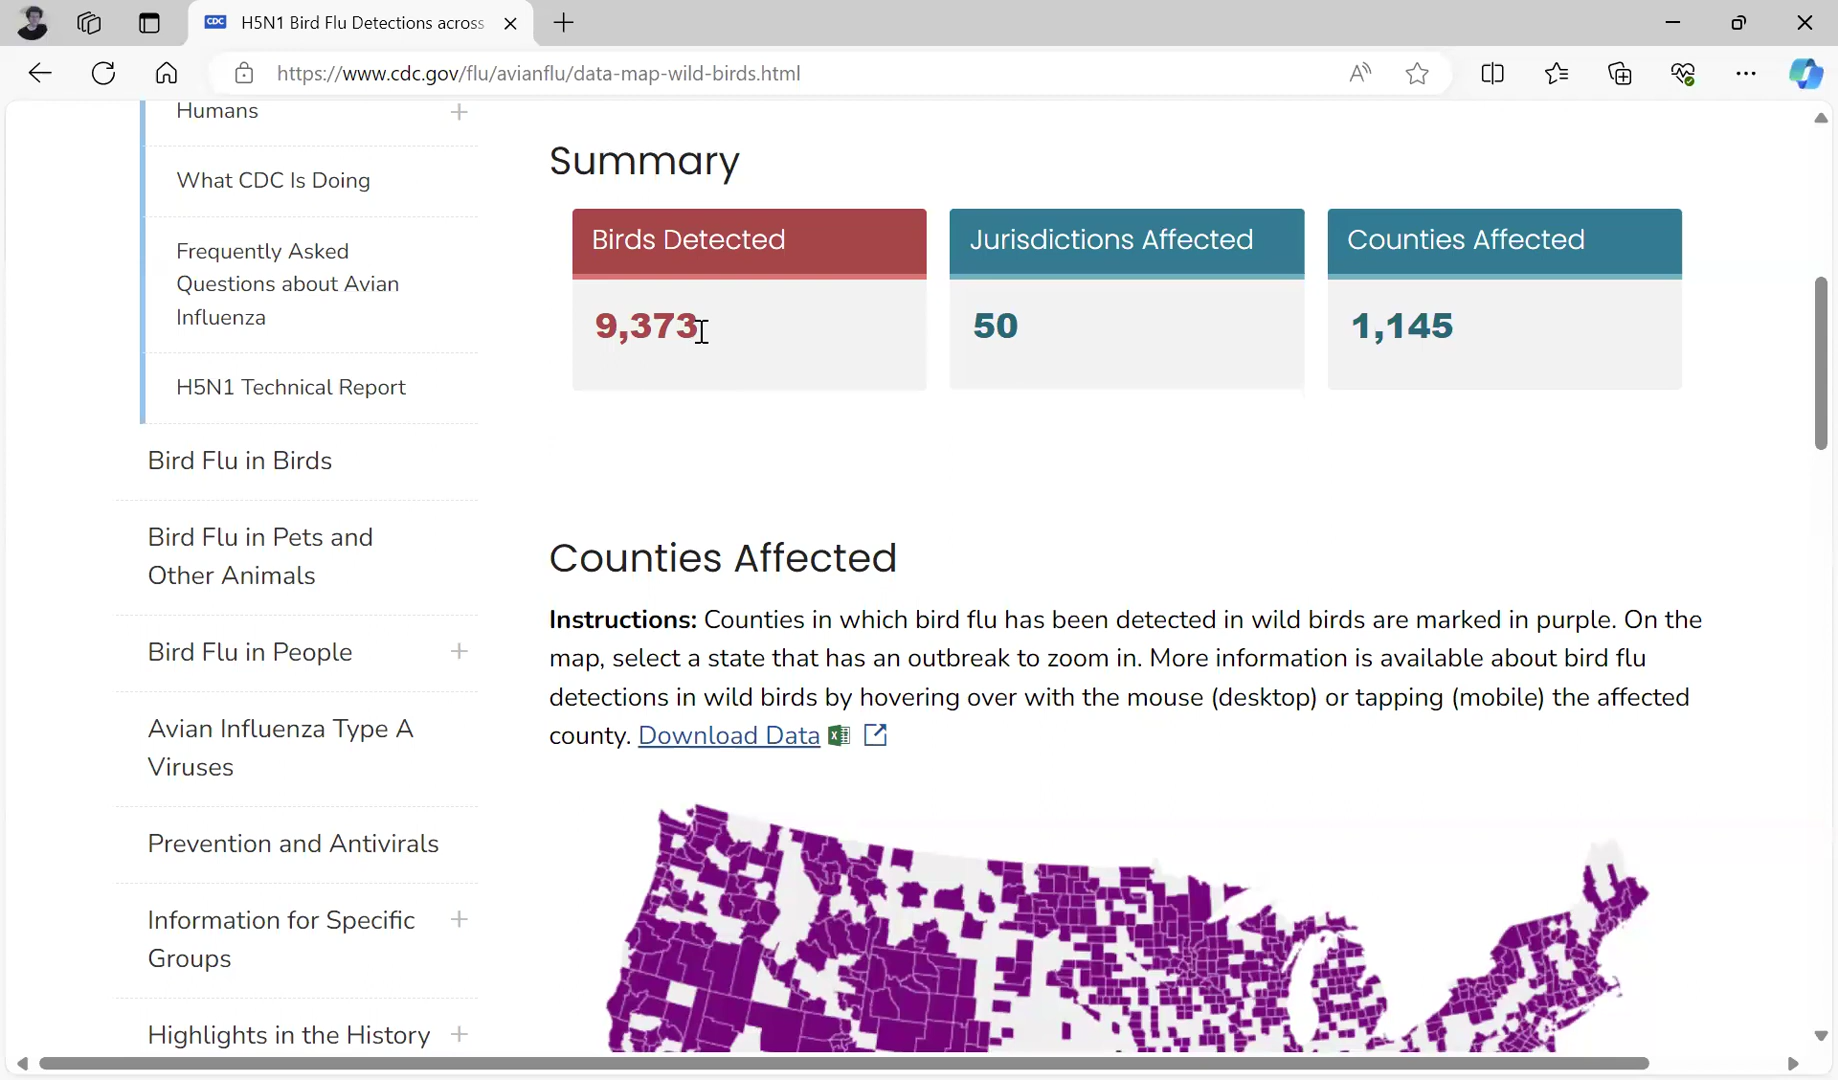 CDC H5N1 Bird Flu Detections across
https://www.cdc.gov/flu/avianflu/data-map-wild-birds.html
Humans
What CDC Is Doing
Frequently Asked
Questions about Avian
Influenza
H5N1 Technical Report
Bird Flu in Birds
Bird Flu in Pets and
Other Animals
Bird Flu in People
Avian Influenza Type A
Viruses
Prevention and Antivirals
Information for Specific
Groups
Highlights in the History
Summary
Birds Detected
9,373
Jurisdictions Affected
50
Counties Affected
1,145
Counties Affected
Instructions: Counties in which bird flu has been detected in wild birds are marked in purple. On the
map, select a state that has an outbreak to zoom in. More information is available about bird flu
detections in wild birds by hovering over with the mouse (desktop) or tapping (mobile) the affected
county. Download Data